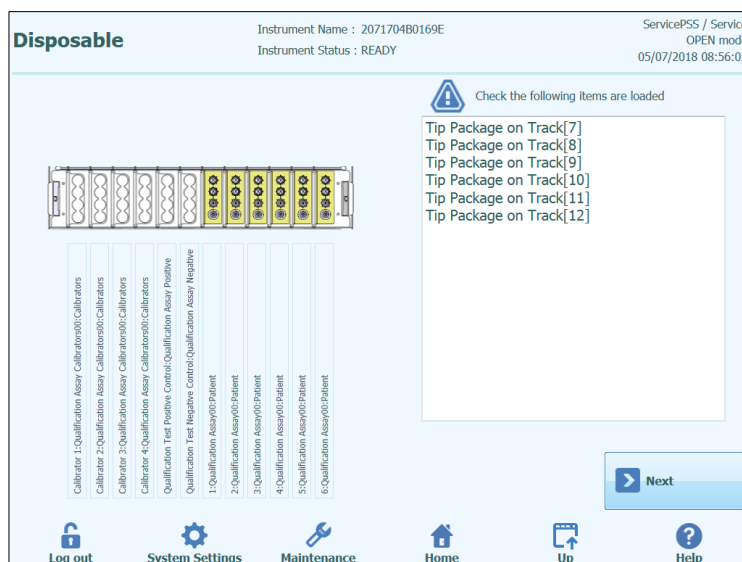 Disposable
Instrument Name : 2071704B0169E
Instrument Status : READY
ServicePSS / Servic
OPEN mod
05/07/2018 08:56:0
Check the following items are loaded
Tip Package on Track[7]
Tip Package on Track[8]
Tip Package on Track[9]
Tip Package on Track[10]
Tip Package on Track[11]
Tip Package on Track[12]
Calibrator 1:Qualification Assay Calibrators00:Calibrators
Calibrator 2:Qualification Assay Calibrators00:Calibrators
Calibrator 3:Qualification Assay Calibrators00:Calibrators
Calibrator 4:Qualification Assay Calibrators00:Calibrators
Qualification Test Positive Control:Qualification Assay Positive
Qualification Test Negative Control:Qualification Assay Negative
1:Qualification Assay00:Patient
2:Qualification Assay00:Patient
3:Qualification Assay00:Patient
4:Qualification Assay00:Patient
5:Qualification Assay00:Patient
6:Qualification Assay00:Patient
Next
Log out
System Settings
Maintenance
Home
Up
Help